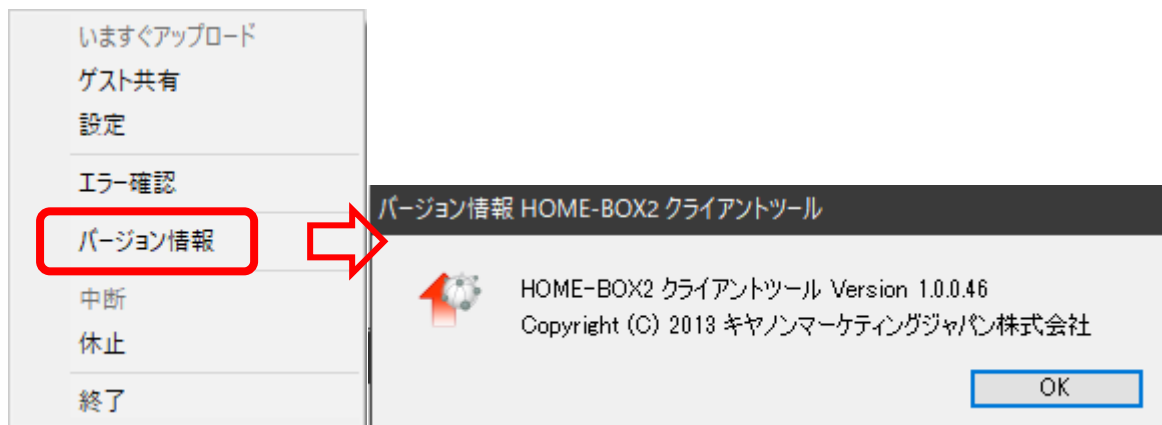 いますぐアップロード
ゲスト共有
設定
エラー確認
バージョン情報
中断
休止
終了
バージョン情報 HOME-BOX2 クライアントツール
HOME-BOX2 クライアントツール Version 1.0.0.46
Copyright (C) 2013 キヤノンマーケティングジャパン株式会社
OK